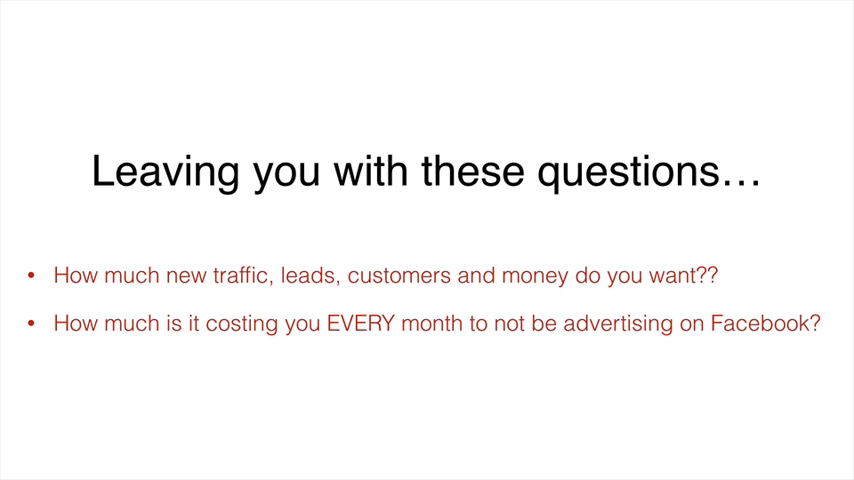 Leaving you with these questions…
• How much new traffic, leads, customers and money do you want??
• How much is it costing you EVERY month to not be advertising on Facebook?